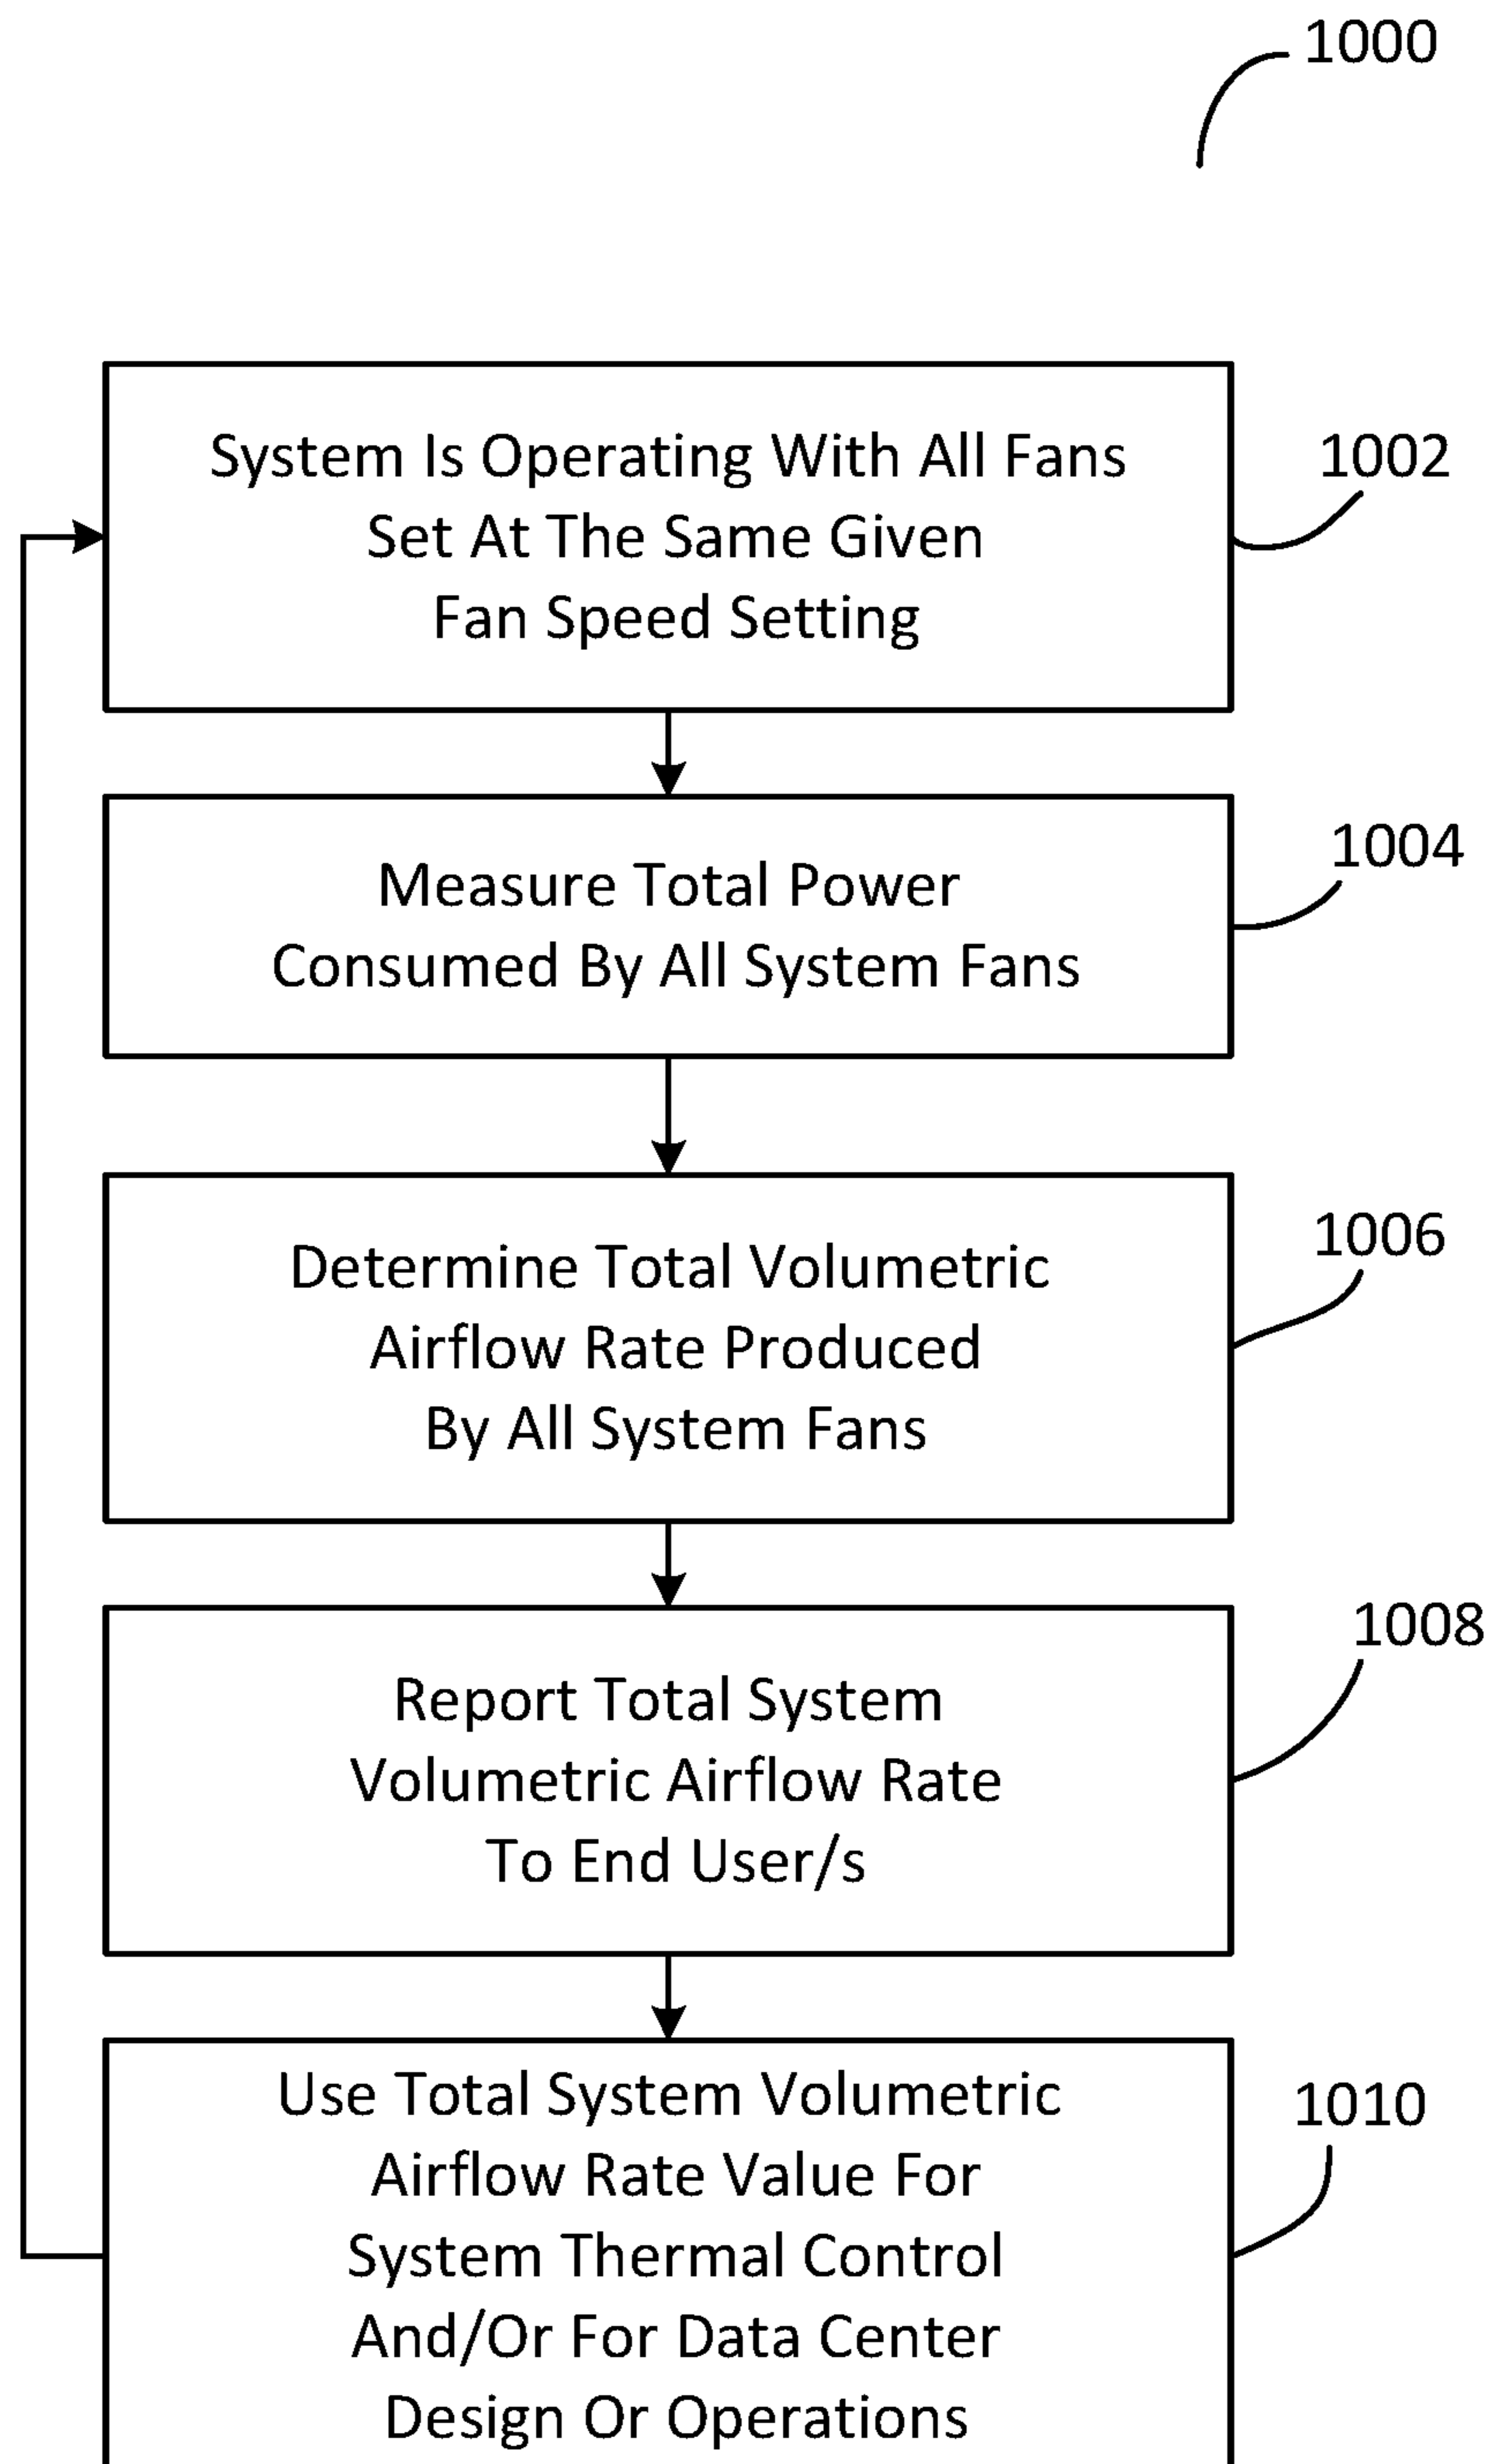 1000
System Is Operating With All Fans
Set At The Same Given
Fan Speed Setting
1002
Measure Total Power
Consumed By All System Fans
1004
Determine Total Volumetric
Airflow Rate Produced
By All System Fans
1006
Report Total System
Volumetric Airflow Rate
To End User/s
1008
Use Total System Volumetric
Airflow Rate Value For
System Thermal Control
And/Or For Data Center
Design Or Operations
1010